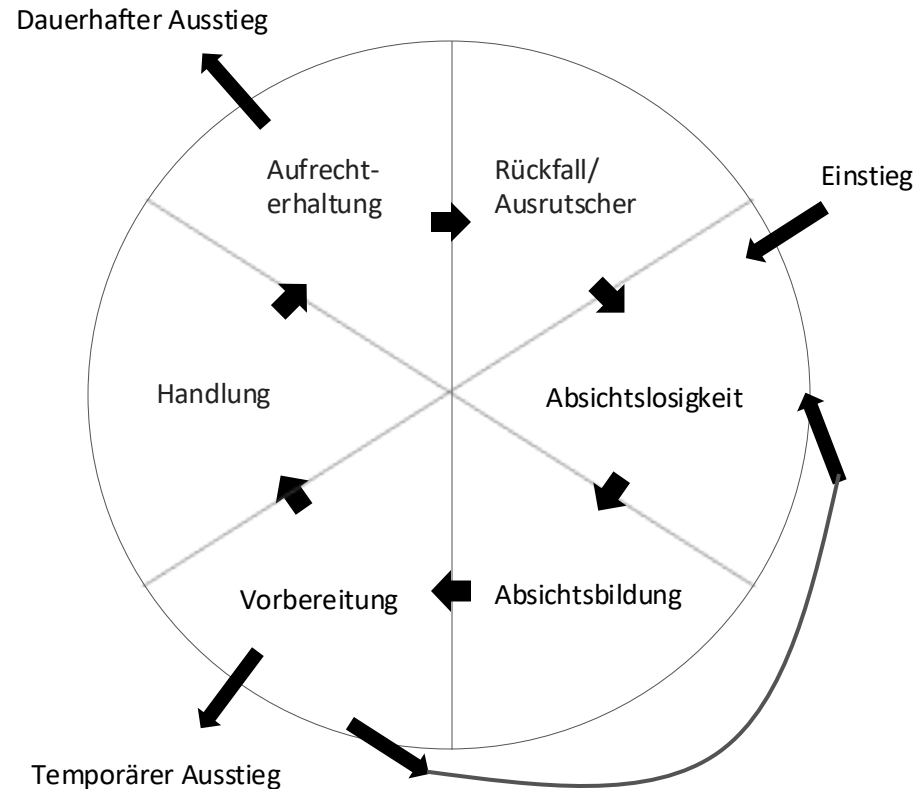 Dauerhafter Ausstieg
Aufrecht-
erhaltung
Rückfall/
Ausrutscher
Einstieg
Handlung
Absichtslosigkeit
Vorbereitung
Absichtsbildung
Temporärer Ausstieg